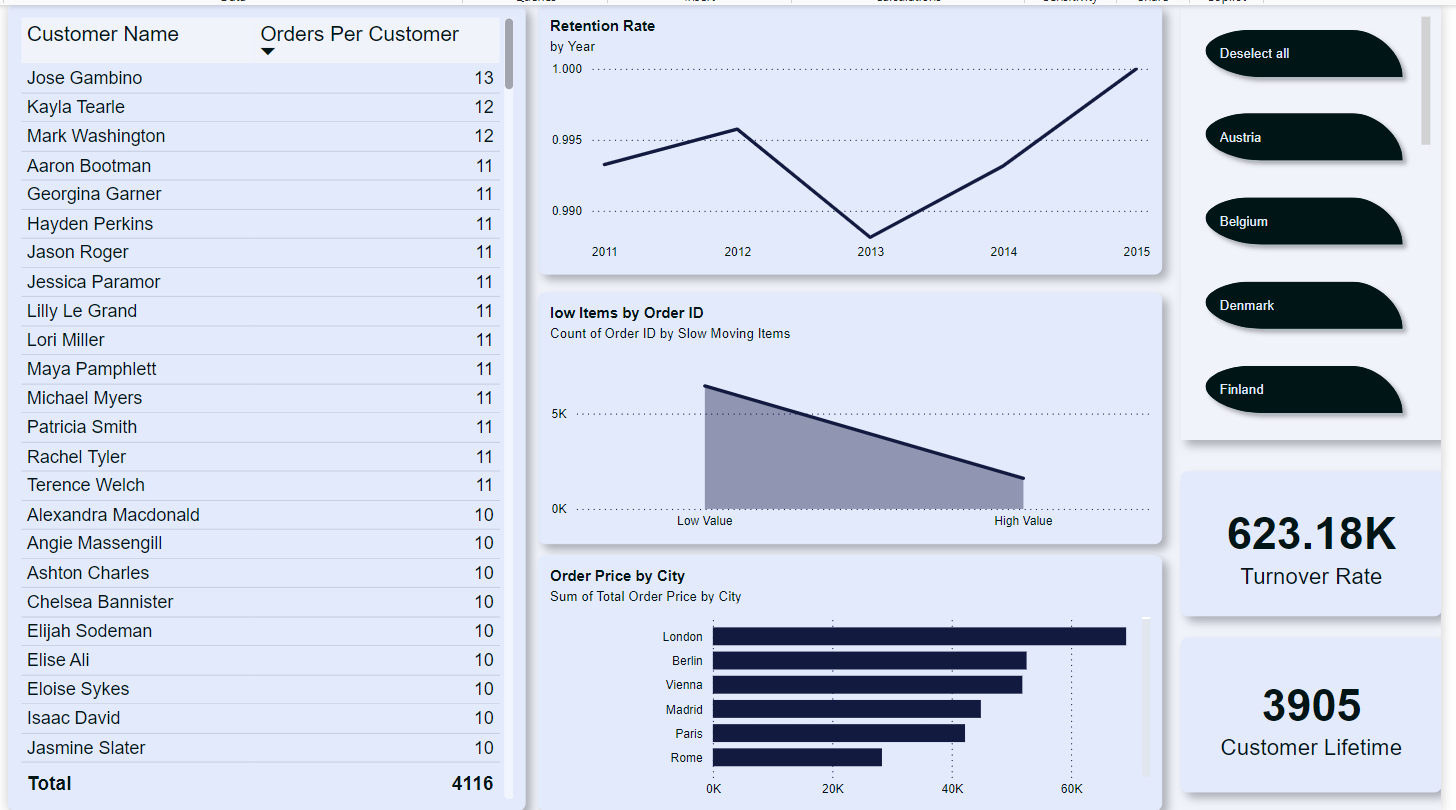 Customer Name Orders Per Customer
Jose Gambino 13
Kayla Tearle 12
Mark Washington 12
Aaron Bootman 11
Georgina Garner 11
Hayden Perkins 11
Jason Roger 11
Jessica Paramor 11
Lilly Le Grand 11
Lori Miller 11
Maya Pamphlett 11
Michael Myers 11
Patricia Smith 11
Rachel Tyler 11
Terence Welch 11
Alexandra Macdonald 10
Angie Massengill 10
Ashton Charles 10
Chelsea Bannister 10
Elijah Sodeman 10
Elise Ali 10
Eloise Sykes 10
Isaac David 10
Jasmine Slater 10
Total 4116
Retention Rate
by Year
1.000
0.995
0.990
2011 2012 2013 2014 2015
low Items by Order ID
Count of Order ID by Slow Moving Items
5K
0K
Low Value High Value
Order Price by City
Sum of Total Order Price by City
London
Berlin
Vienna
Madrid
Paris
Rome
0K 20K 40K 60K
Deselect all
Austria
Belgium
Denmark
Finland
623.18K
Turnover Rate
3905
Customer Lifetime